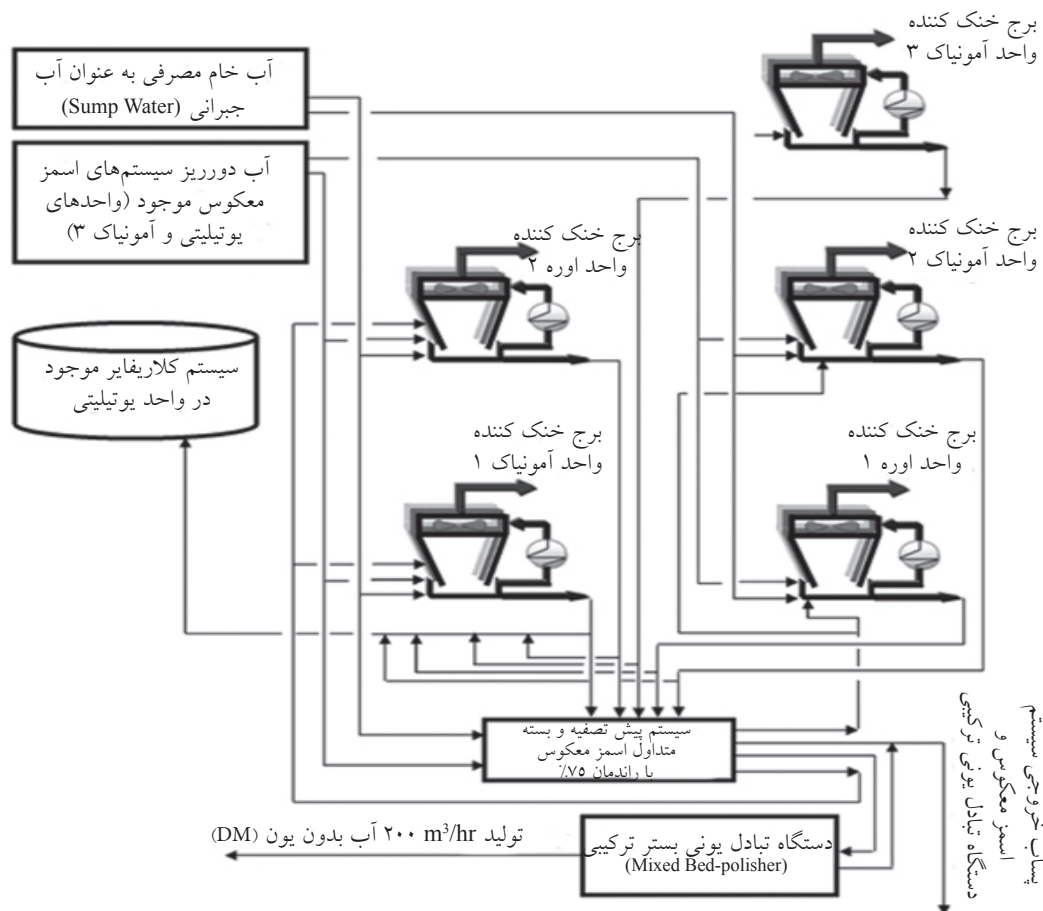 برج خنک کننده
واحد آمونیاک ۳
آب خام مصرفی به عنوان آب
جبرانی (Sump Water)
آب دورریز سیستم‌های اسمز
معکوس موجود (واحدهای
یوتیلیتی و آمونیاک ۳)
برج خنک کننده
واحد اوره ۲
برج خنک کننده
واحد آمونیاک ۲
سیستم کلاریفایر موجود
در واحد یوتیلیتی
برج خنک کننده
واحد آمونیاک ۱
برج خنک کننده
واحد اوره ۱
سیستم پیش تصفیه و بسته
متداول اسمز معکوس
با راندمان ۷۵٪
پساب خروجی سیستم
اسمز معکوس و
دستگاه تبادل یونی ترکیبی
تولید ۲۰۰ m³/hr آب بدون یون (DM)
دستگاه تبادل یونی بستر ترکیبی
(Mixed Bed-polisher)